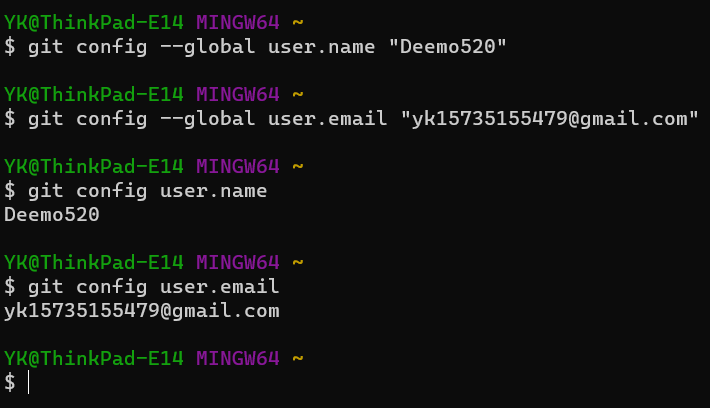 YK@ThinkPad-E14 MINGW64 ~
$ git config --global user.name "Deemo520"
YK@ThinkPad-E14 MINGW64 ~
$ git config --global user.email "yk15735155479@gmail.com"
YK@ThinkPad-E14 MINGW64 ~
$ git config user.name
Deemo520
YK@ThinkPad-E14 MINGW64 ~
$ git config user.email
yk15735155479@gmail.com
YK@ThinkPad-E14 MINGW64 ~
$